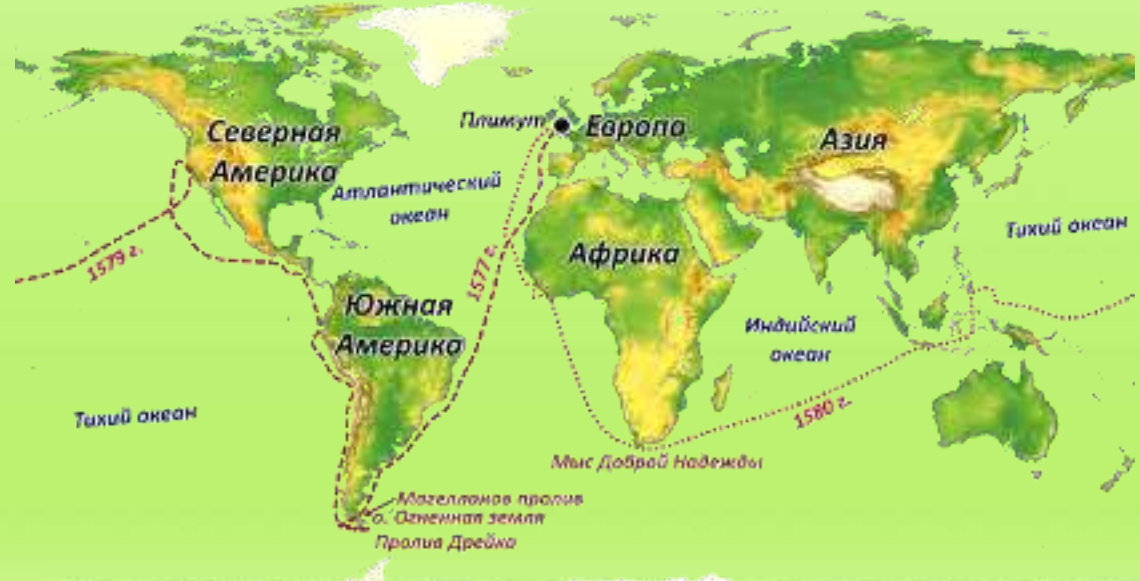 Плимут
Европа
Азия
Северная
Америка
Атлантический
океан
Тихий океан
1579 г.
1577 г.
Африка
Южная
Америка
Индийский
океан
Тихий океан
1580 г.
Мыс Доброй Надежды
Магелланов пролив
о. Огненная земля
Пролив Дрейка